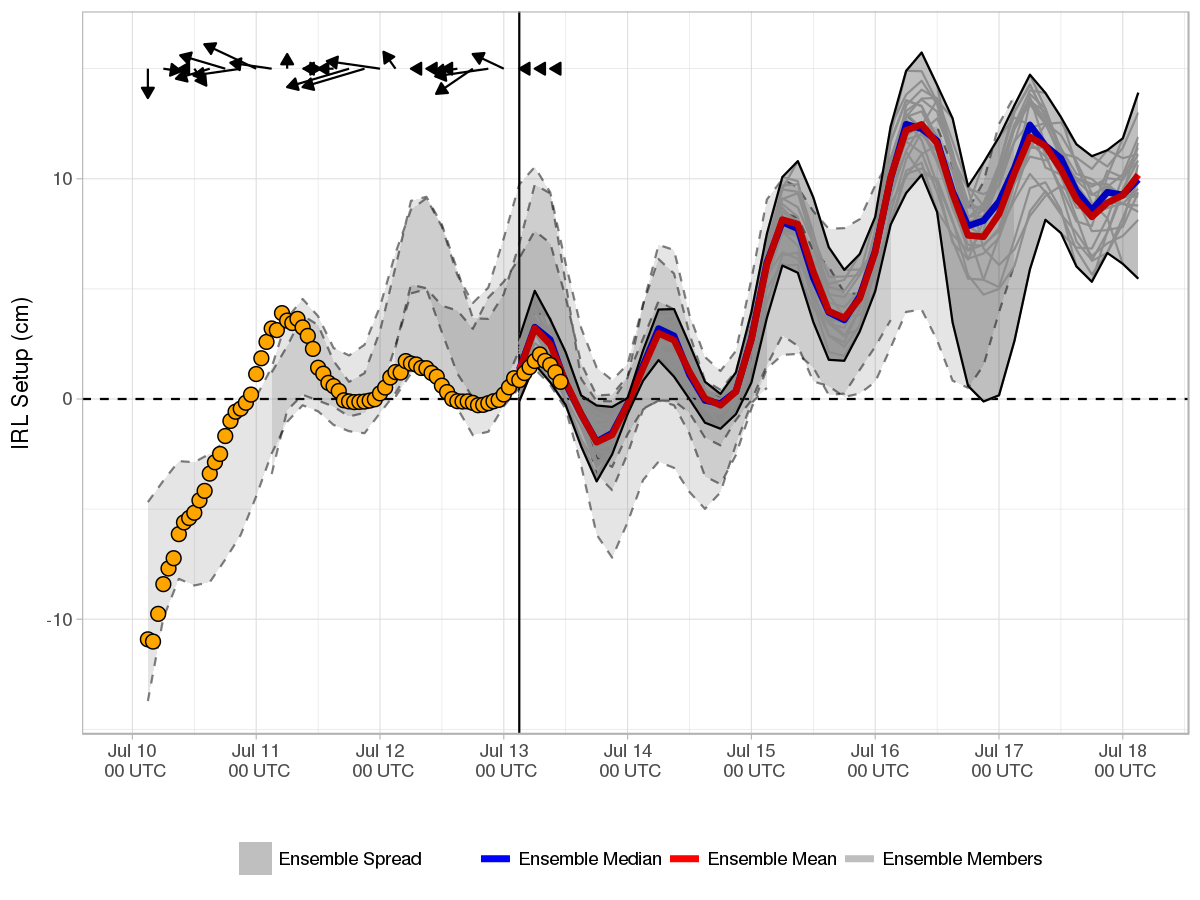 IRL Setup (cm)
10
0
-10
Jul 10 Jul 11 Jul 12 Jul 13 Jul 14 Jul 15 Jul 16 Jul 17 Jul 18
00 UTC 00 UTC 00 UTC 00 UTC 00 UTC 00 UTC 00 UTC 00 UTC 00 UTC
Ensemble Spread Ensemble Median Ensemble Mean Ensemble Members